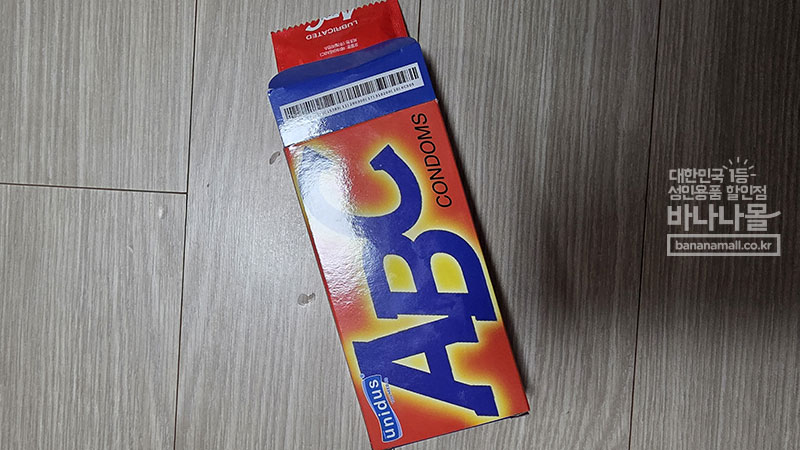 ABC
LUBRICATED
ABC
CONDOMS
unidus
대한민국 1등
성인용품 할인점
바나나몰
bananamall.co.kr